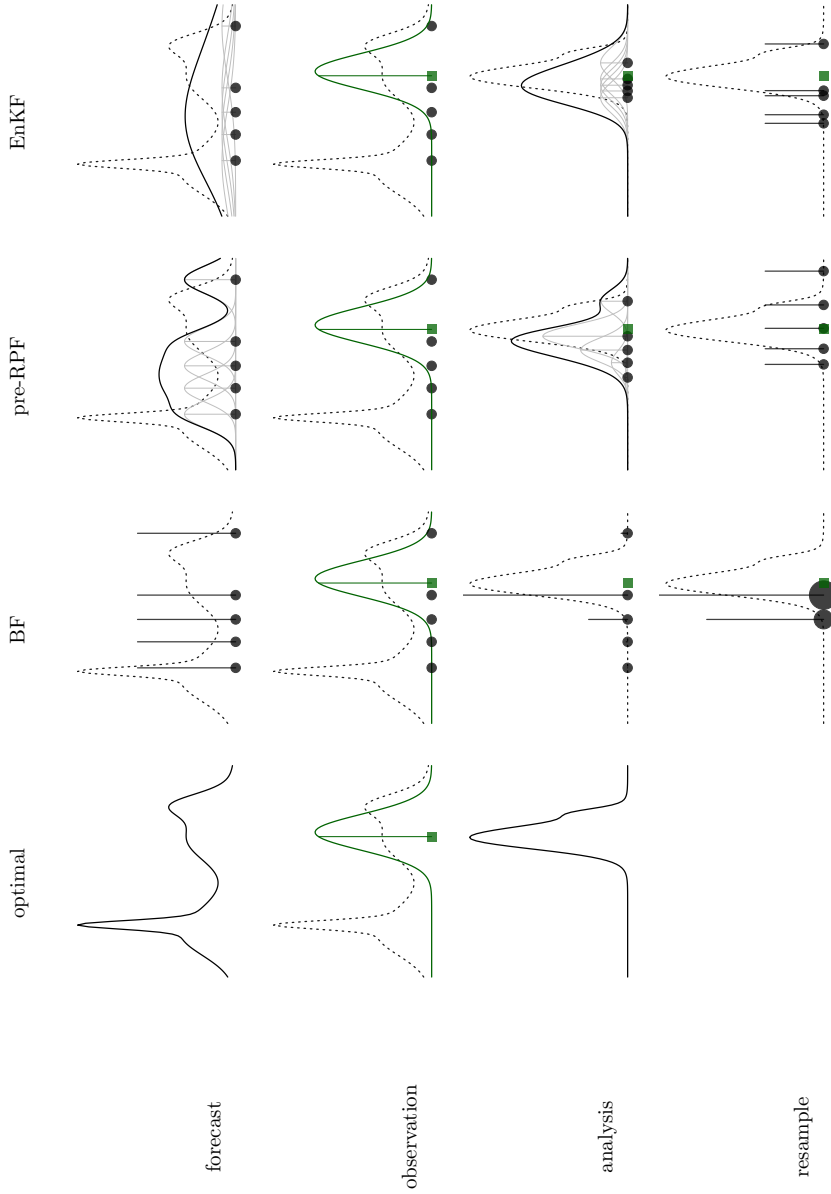 optimal
BF
pre-RPF
EnKF
forecast
observation
analysis
resample